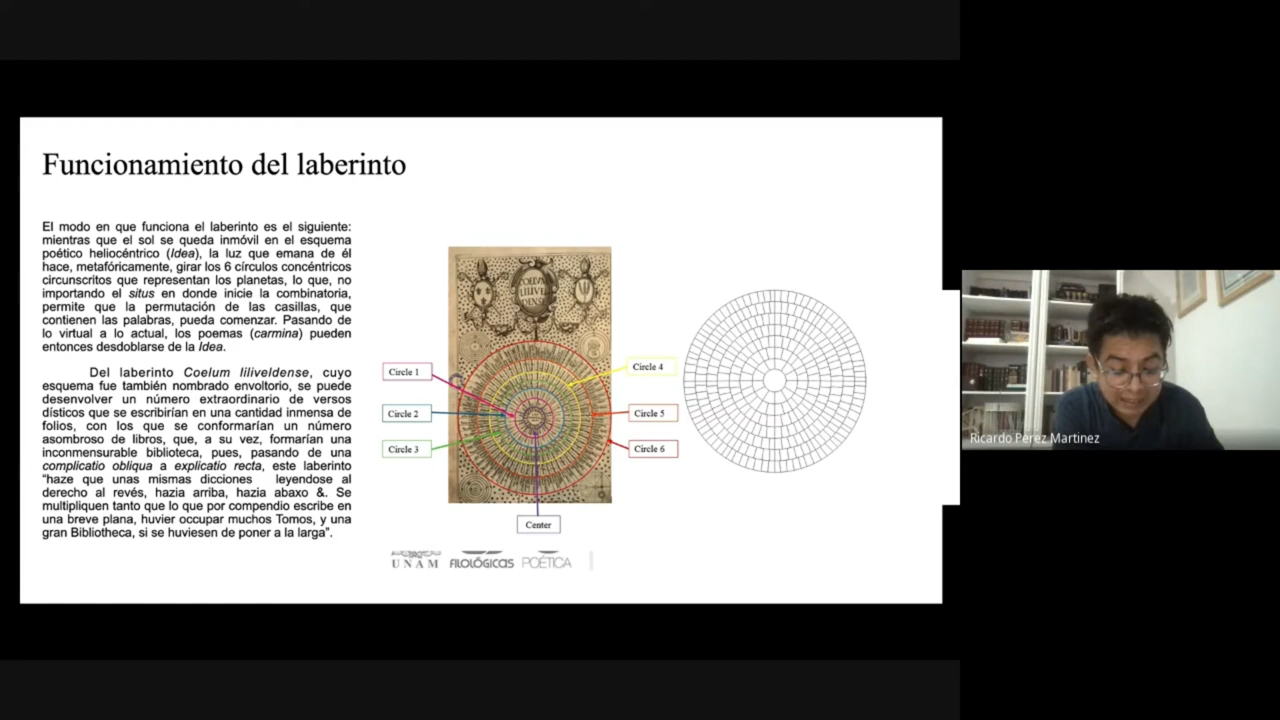 Funcionamiento del laberinto
El modo en que funciona el laberinto es el siguiente:
mientras que el sol se queda inmóvil en el esquema
poético heliocéntrico (Idea), la luz que emana de él
hace, metafóricamente, girar los 6 círculos concéntricos
circunscritos que representan los planetas, lo que, no
importando el situs en donde inicie la combinatoria,
permite que la permutación de las casillas, que
contienen las palabras, pueda comenzar. Pasando de
lo virtual a lo actual, los poemas (carmina) pueden
entonces desdoblarse de la Idea.
Del laberinto Coelum liliveldense, cuyo
esquema fue también nombrado envoltorio, se puede
desenvolver un número extraordinario de versos
dísticos que se escribirían en una cantidad inmensa de
folios, con los que se conformarían un número
asombroso de libros, que, a su vez, formarían una
inconmensurable biblioteca, pues, pasando de una
complicatio obliqua a explicatio recta, este laberinto
“haze que unas mismas dicciones leyendose al
derecho al revés, hazia arriba, hazia abaxo &. Se
multipliquen tanto que lo que por compendio escribe en
una breve plana, huvier occupar muchos Tomos, y una
gran Bibliotheca, si se huviesen de poner a la larga”.
Circle 1
Circle 2
Circle 3
Circle 4
Circle 5
Circle 6
Center
UNAM FILOLÓGICAS POÉTICA
Ricardo Perez Martinez